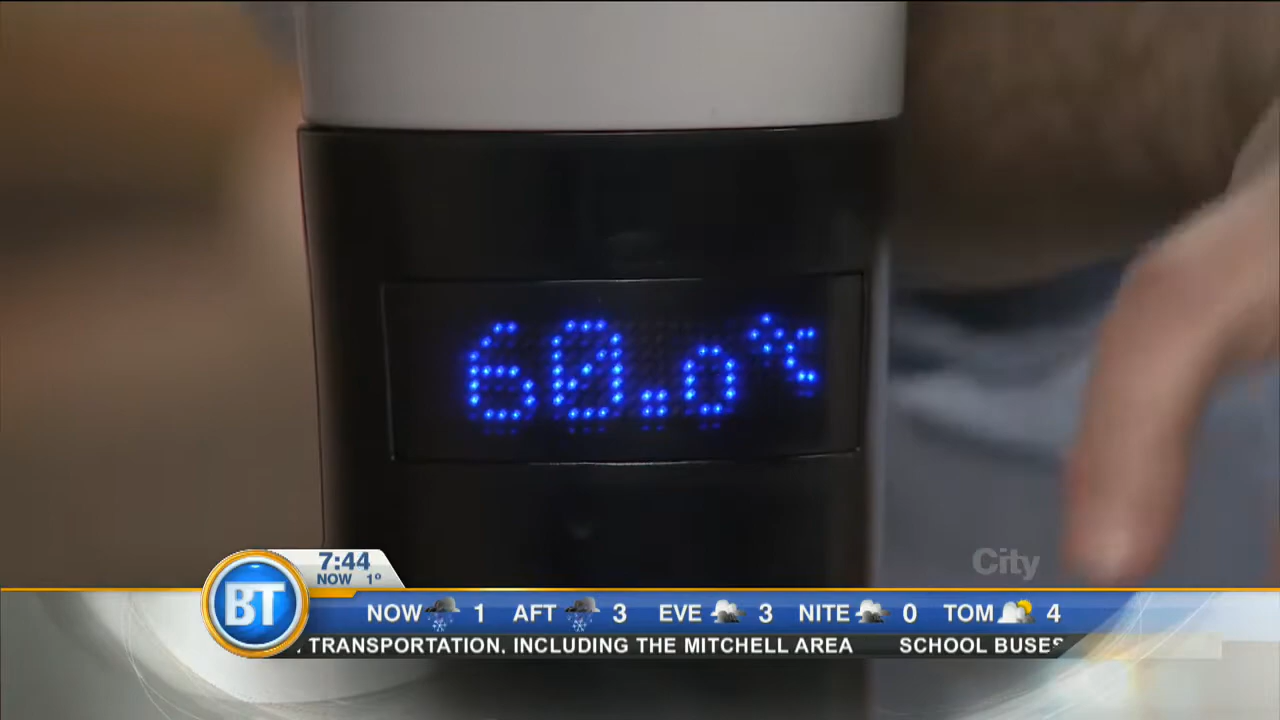 60.0°C
City
7:44
NOW 1°
BT
NOW 1 AFT 3 EVE 3 NITE 0 TOM 4
. TRANSPORTATION, INCLUDING THE MITCHELL AREA SCHOOL BUSES